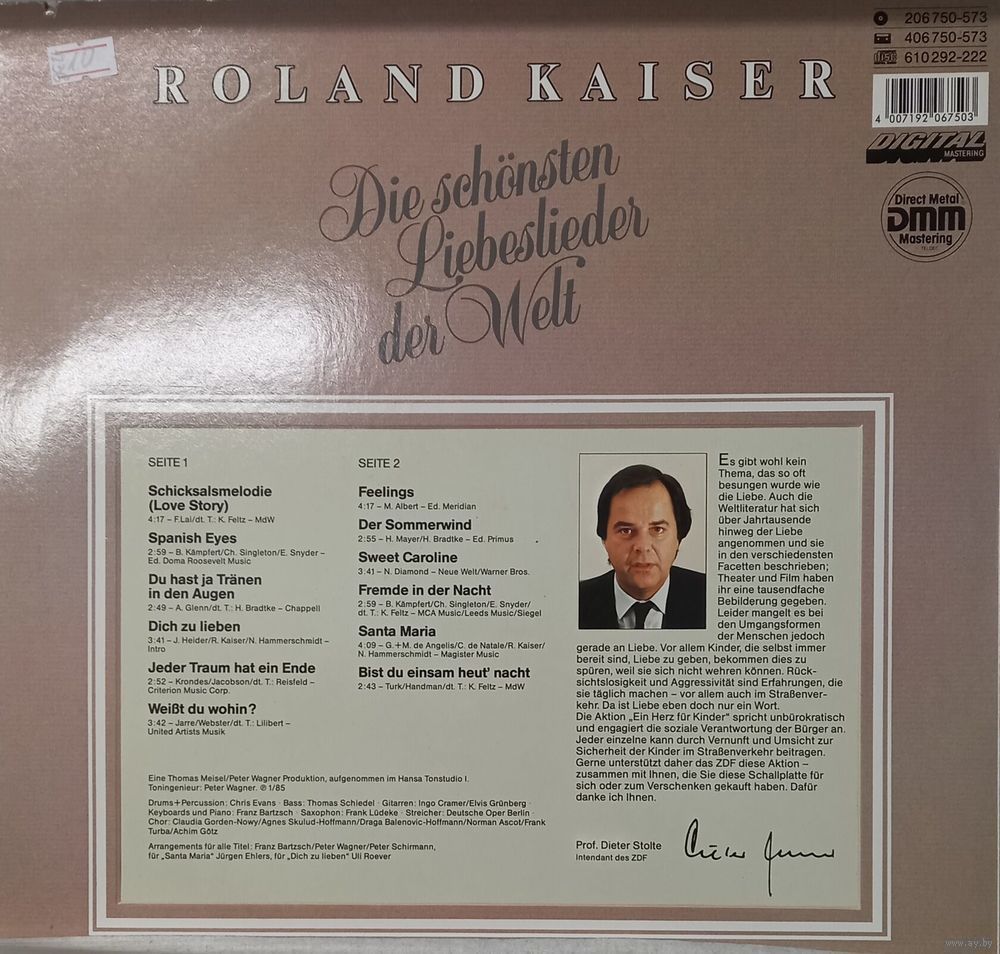 206 750-573
406 750-573
610 292-222
4 007192 067503
DIGITAL
MASTERING
Direct Metal
DMM
Mastering
TELDEC
ROLAND KAISER
Die schönsten
Liebeslieder
der Welt
SEITE 1
Schicksalsmelodie
(Love Story)
4:17 – F.Lai/dt. T.: K. Feltz – MdW
Spanish Eyes
2:59 – B. Kämpfert/Ch. Singleton/E. Snyder –
Ed. Doma Roosevelt Music
Du hast ja Tränen
in den Augen
2:49 – A. Glenn/dt. T.: H. Bradtke – Chappell
Dich zu lieben
3:41 – J. Heider/R. Kaiser/N. Hammerschmidt –
Intro
Jeder Traum hat ein Ende
2:52 – Krondes/Jacobson/dt. T.: Reisfeld –
Criterion Music Corp.
Weißt du wohin?
3:42 – Jarre/Webster/dt. T.: Lilibert –
United Artists Musik
SEITE 2
Feelings
4:17 – M. Albert – Ed. Meridian
Der Sommerwind
2:55 – H. Mayer/H. Bradtke – Ed. Primus
Sweet Caroline
3:41 – N. Diamond – Neue Welt/Warner Bros.
Fremde in der Nacht
2:59 – B. Kämpfert/Ch. Singleton/E. Snyder/
dt. T.: K. Feltz – MCA Music/Leeds Music/Siegel
Santa Maria
4:09 – G.+M. de Angelis/C. de Natale/R. Kaiser/
N. Hammerschmidt – Magister Music
Bist du einsam heut' nacht
2:43 – Turk/Handman/dt. T.: K. Feltz – MdW
Es gibt wohl kein
Thema, das so oft
besungen wurde wie
die Liebe. Auch die
Weltliteratur hat sich
über Jahrtausende
hinweg der Liebe
angenommen und sie
in den verschiedensten
Facetten beschrieben;
Theater und Film haben
ihr eine tausendfache
Bebilderung gegeben.
Leider mangelt es bei
den Umgangsformen
der Menschen jedoch
gerade an Liebe. Vor allem Kinder, die selbst immer
bereit sind, Liebe zu geben, bekommen dies zu
spüren, weil sie sich nicht wehren können. Rück-
sichtslosigkeit und Aggressivität sind Erfahrungen, die
sie täglich machen – vor allem auch im Straßenver-
kehr. Da ist Liebe eben doch nur ein Wort.
Die Aktion „Ein Herz für Kinder“ spricht unbürokratisch
und engagiert die soziale Verantwortung der Bürger an.
Jeder einzelne kann durch Vernunft und Umsicht zur
Sicherheit der Kinder im Straßenverkehr beitragen.
Gerne unterstützt daher das ZDF diese Aktion –
zusammen mit Ihnen, die Sie diese Schallplatte für
sich oder zum Verschenken gekauft haben. Dafür
danke ich Ihnen.
Prof. Dieter Stolte
Intendant des ZDF
Eine Thomas Meisel/Peter Wagner Produktion, aufgenommen im Hansa Tonstudio I.
Toningenieur: Peter Wagner. ℗ 1/85
Drums+Percussion: Chris Evans · Bass: Thomas Schiedel · Gitarren: Ingo Cramer/Elvis Grünberg ·
Keyboards und Piano: Franz Bartzsch · Saxophon: Frank Lüdeke · Streicher: Deutsche Oper Berlin ·
Chor: Claudia Gorden-Nowy/Agnes Skulud-Hoffmann/Draga Balenovic-Hoffmann/Norman Ascot/Frank
Turba/Achim Götz
Arrangements für alle Titel: Franz Bartzsch/Peter Wagner/Peter Schirmann,
für „Santa Maria“ Jürgen Ehlers, für „Dich zu lieben“ Uli Roever
www.ay.by